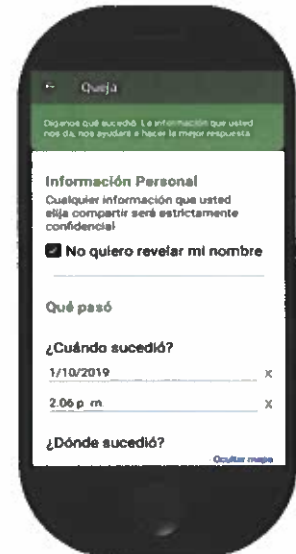 ← Queja
Díganos qué sucedió. La información que usted
nos da, nos ayudará a hacer la mejor respuesta
Información Personal
Cualquier información que usted
elija compartir será estrictamente
confidencial
No quiero revelar mi nombre
Qué pasó
¿Cuándo sucedió?
1/10/2019 X
2.06 p m X
¿Dónde sucedió?
Ocultar mapa